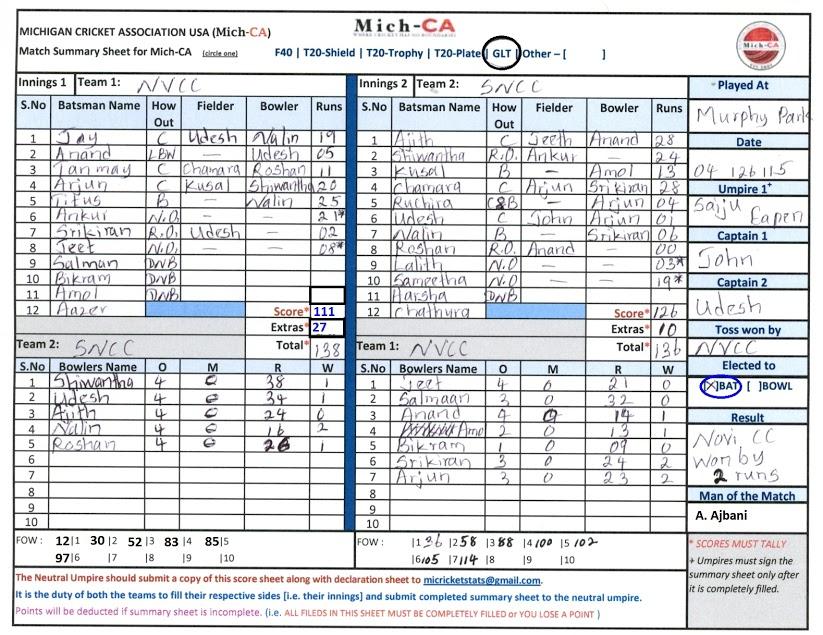 MICHIGAN CRICKET ASSOCIATION USA (Mich-CA)
Mich-CA
Match Summary Sheet for Mich-CA (circle one) F40 | T20-Shield | T20-Trophy | T20-Plate | GLT | Other – [ ]
Mich-CA
Innings 1 Team 1: NVCC
S.No Batsman Name How Out Fielder Bowler Runs
1 Jay C Udesh Nalin 19
2 Anand LBW — Udesh 05
3 Tanmay C Chamara Roshan 11
4 Arjun C Kusal Shiwantha 20
5 Titus B — Nalin 25
6 Ankur N.O. — — 21*
7 Srikiran R.O. Udesh — 02
8 Jeet N.O. — — 08*
9 Salman DNB
10 Bikram DNB
11 Amol DNB
12 Aazer Score* 111
Extras* 27
Total* 138
Team 2: SNCC
S.No Bowlers Name O M R W
1 Shiwantha 4 0 38 1
2 Udesh 4 0 34 1
3 Ajith 4 0 24 0
4 Nalin 4 0 16 2
5 Roshan 4 0 26 1
6
7
8
9
10
FOW : 12|1 30|2 52|3 83|4 85|5
97|6 |7 |8 |9 |10
Innings 2 Team 2: SNCC
S.No Batsman Name How Out Fielder Bowler Runs
1 Ajith C Jeeth Anand 28
2 Shiwantha R.O. Ankur — 24
3 Kusal B — Amol 13
4 Chamara C Arjun Srikiran 28
5 Ruchira C&B — Arjun 04
6 Udesh C John Arjun 01
7 Nalin B — Srikiran 06
8 Roshan R.O. Anand 00
9 Lalith N.O — — 03*
10 Sameetha N.O — — 19*
11 Harsha DNB
12 Chathura Score* 126
Extras* 10
Total* 136
Team 1: NVCC
S.No Bowlers Name O M R W
1 Jeet 4 0 21 0
2 Salmaan 3 0 32 0
3 Anand 4 0 14 1
4 Amo 2 0 13 1
5 Bikram 1 0 09 0
6 Srikiran 3 0 24 2
7 Arjun 3 0 23 2
8
9
10
FOW : |1 36 |2 58 |3 88 |4 100 |5 102
|6 105 |7 114 |8 |9 |10
Played At
Murphy Park
Date
04 126 115
Umpire 1+
Saiju Eapen
Captain 1
John
Captain 2
Udesh
Toss won by
NVCC
Elected to
[X]BAT [ ]BOWL
Result
Novi CC
won by
2 runs
Man of the Match
A. Ajbani
* SCORES MUST TALLY
+ Umpires must sign the
summary sheet only after
it is completely filled.
The Neutral Umpire should submit a copy of this score sheet along with declaration sheet to micricketstats@gmail.com.
It is duty of both the teams to fill their respective sides [i.e. their innings] and submit completed summary sheet to the neutral umpire.
Points will be deducted if summary sheet is incomplete. (i.e. ALL FILEDS IN THIS SHEET MUST BE COMPLETELY FILLED or YOU LOSE A POINT )